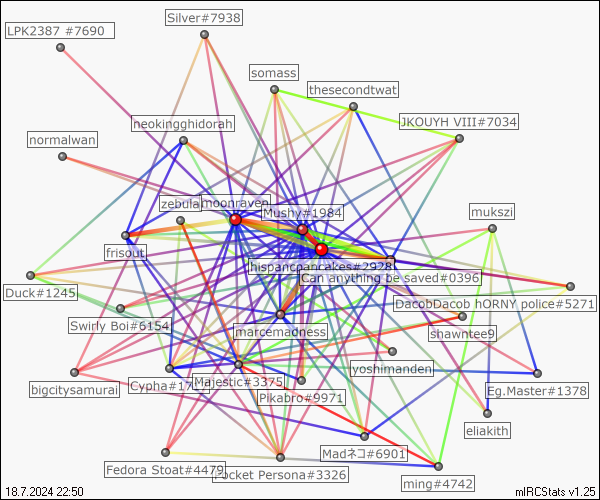 Silver#7938
LPK2387 #7690
somass
thesecondtwat
neokingghidorah
JKOUYH VIII#7034
normalwan
zebula
moonraven
Mushy#1984
mukszi
frisout
hispancpancakes#2928
Can anything be saved#0396
Duck#1245
DacobDacob hORNY police#5271
Swirly Boi#6154
marcemadness
shawntee9
bigcitysamurai
Cypha#17
Majestic#3375
yoshimanden
Pikabro#9971
Eg.Master#1378
eliakith
Madネコ#6901
Fedora Stoat#4479
Pocket Persona#3326
ming#4742
18.7.2024 22:50
mIRCStats v1.25